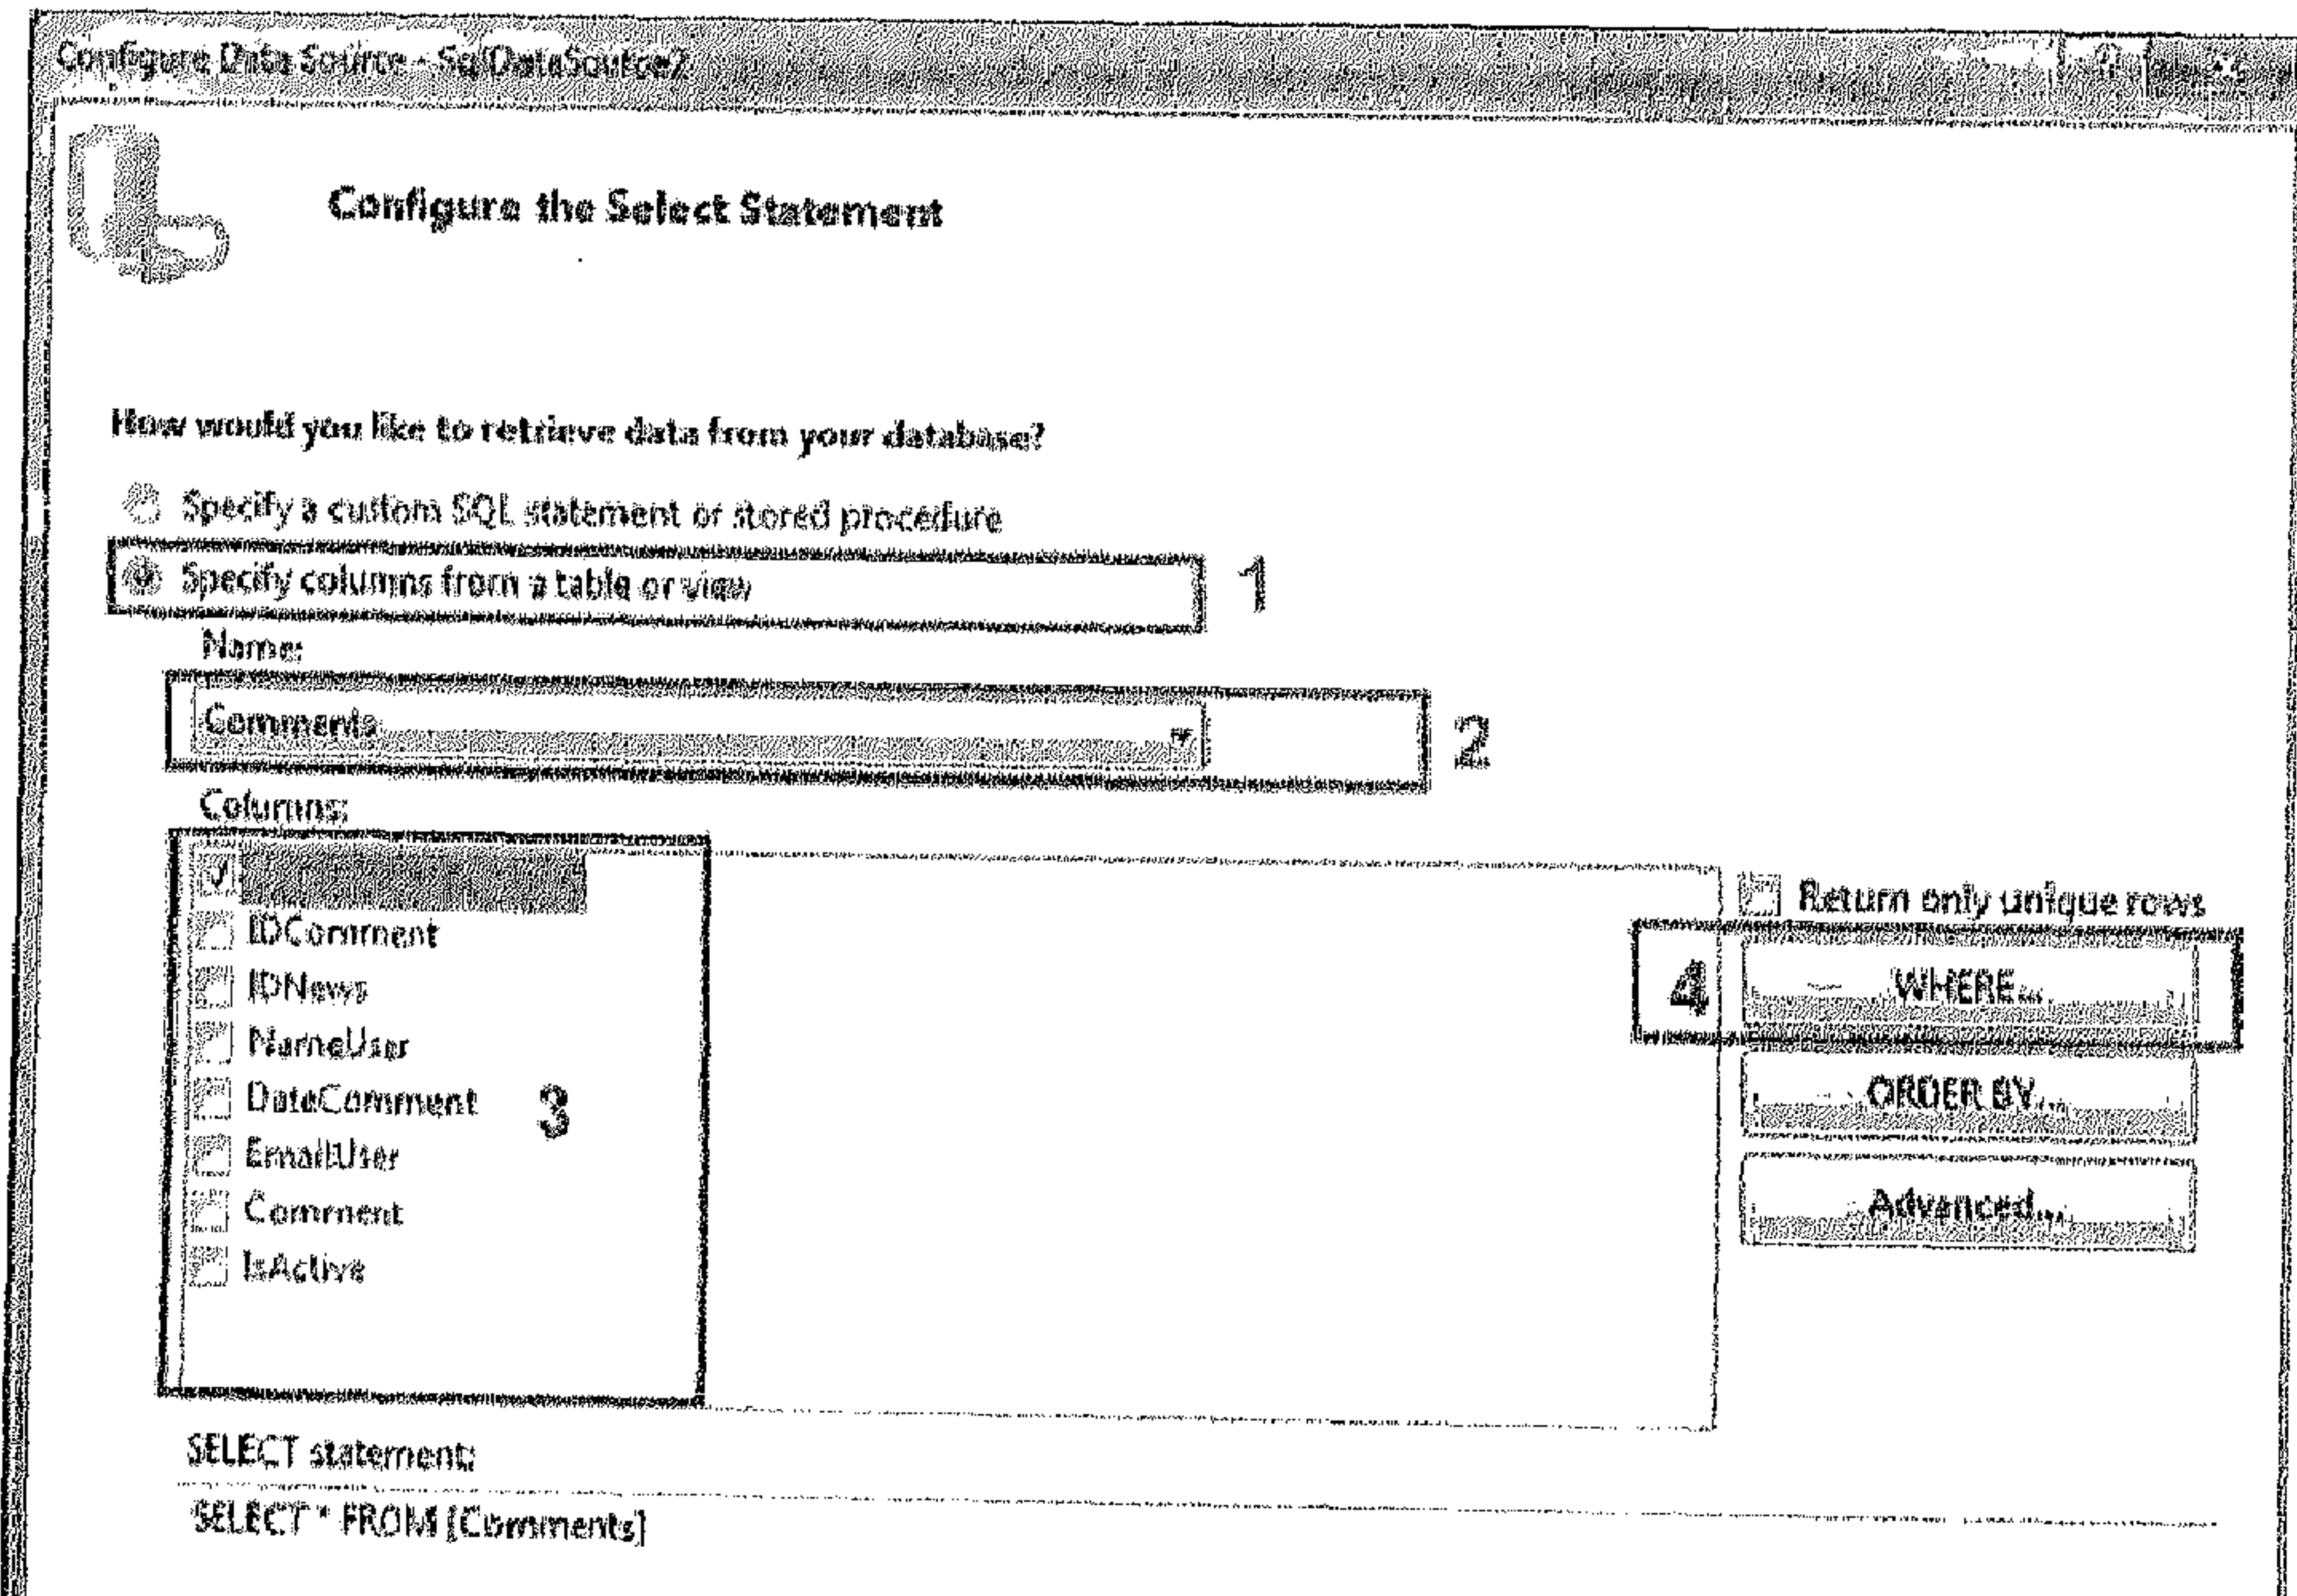 Configure Data Source - SqlDataSource2
Configure the Select Statement
How would you like to retrieve data from your database?
Specify a custom SQL statement or stored procedure
Specify columns from a table or view
1
Name:
Comments
2
Columns:
IDComment
IDNews
NameUser
DateComment
EmailUser
Comment
IsActive
3
Return only unique rows
4
WHERE...
ORDER BY...
Advanced...
SELECT statement:
SELECT * FROM [Comments]